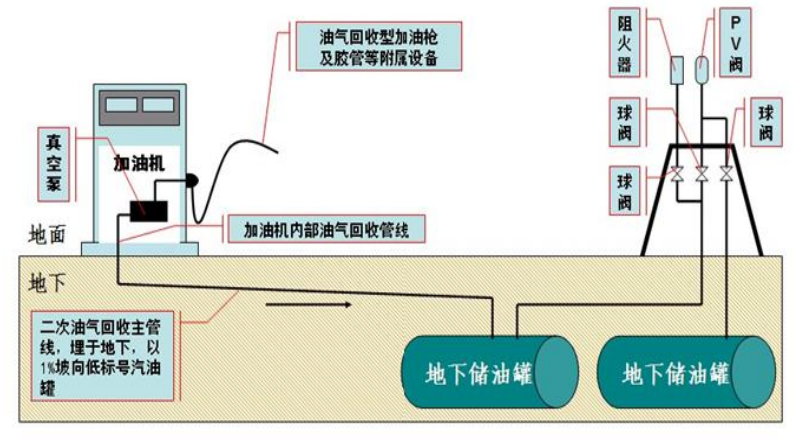 油气回收型加油枪
及胶管等附属设备
阻
火
器
P
V
阀
真
空
泵
加油机
球
阀
球
阀
球
阀
地面
加油机内部油气回收管线
地下
二次油气回收主管
线，埋于地下，以
1%坡向低标号汽油
罐
地下储油罐
地下储油罐